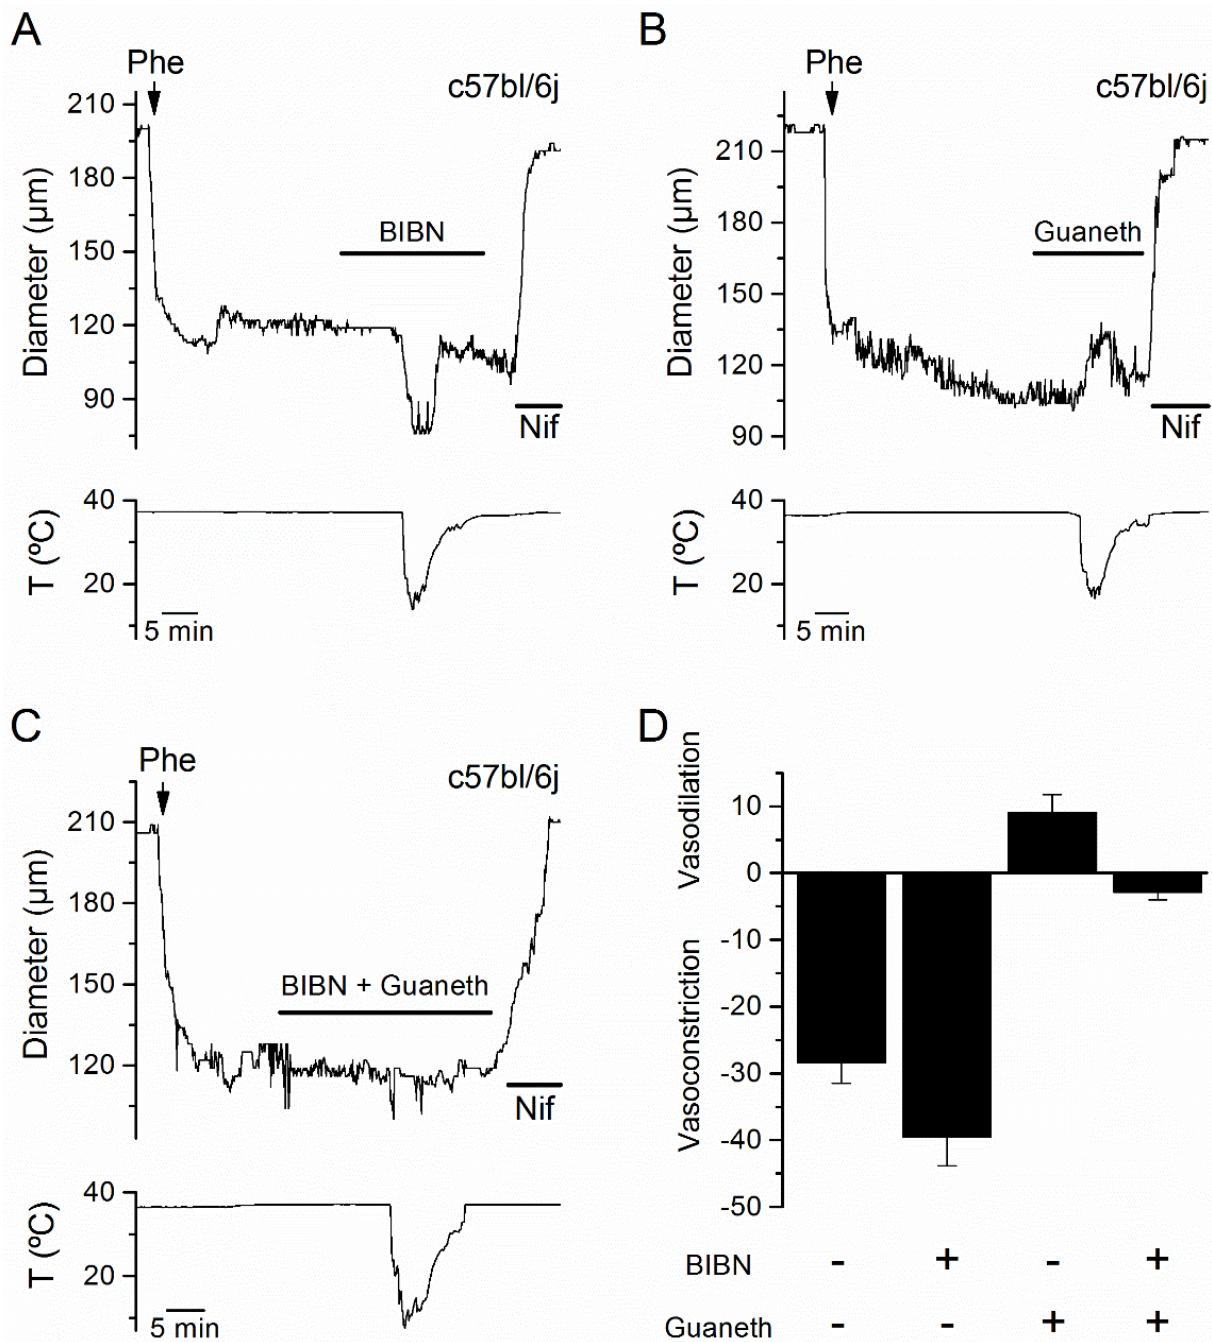 A
Phe
c57bl/6j
210
180
150
120
90
Diameter (µm)
BIBN
Nif
40
20
T (ºC)
5 min
B
Phe
c57bl/6j
210
180
150
120
90
Diameter (µm)
Guaneth
Nif
40
20
T (ºC)
5 min
C
Phe
c57bl/6j
210
180
150
120
Diameter (µm)
BIBN + Guaneth
Nif
40
20
T (ºC)
5 min
D
Vasodilation
Vasoconstriction
10
0
-10
-20
-30
-40
-50
BIBN - + - +
Guaneth - - + +